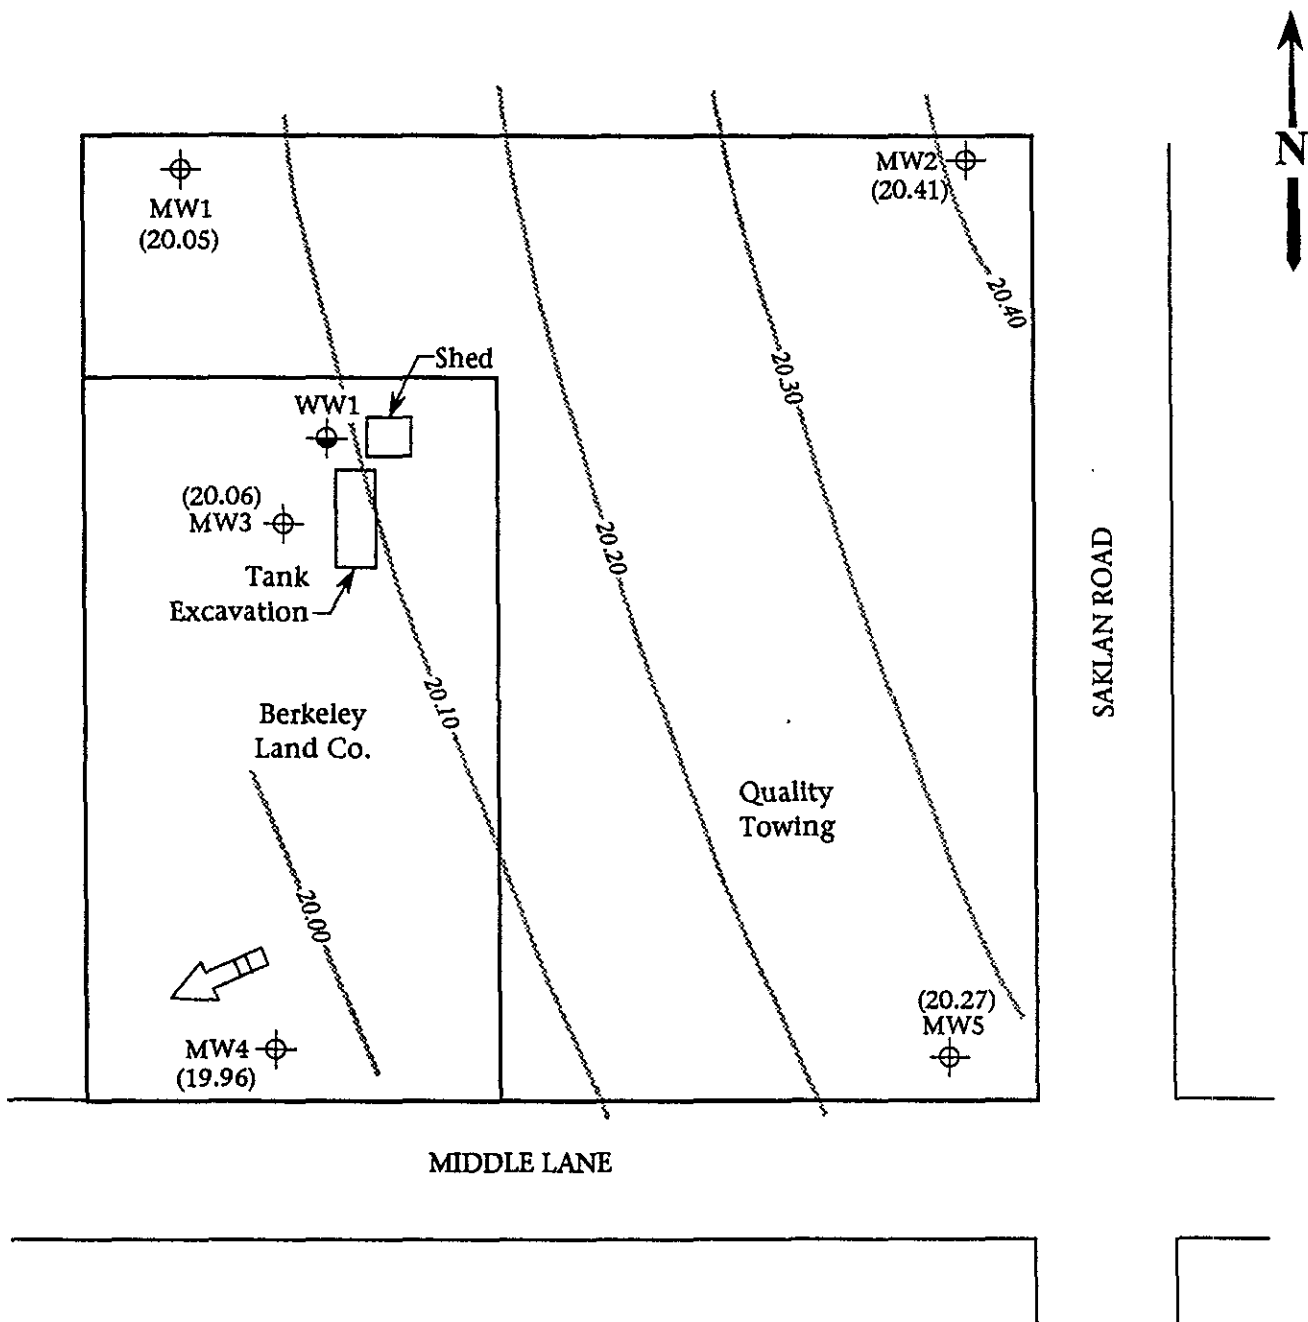 N
MW1
(20.05)
MW2
(20.41)
20.40
Shed
20.30
WW1
(20.06)
MW3
20.20
Tank
Excavation
SAKLAN ROAD
20.10
Berkeley
Land Co.
Quality
Towing
20.00
(20.27)
MW5
MW4
(19.96)
MIDDLE LANE